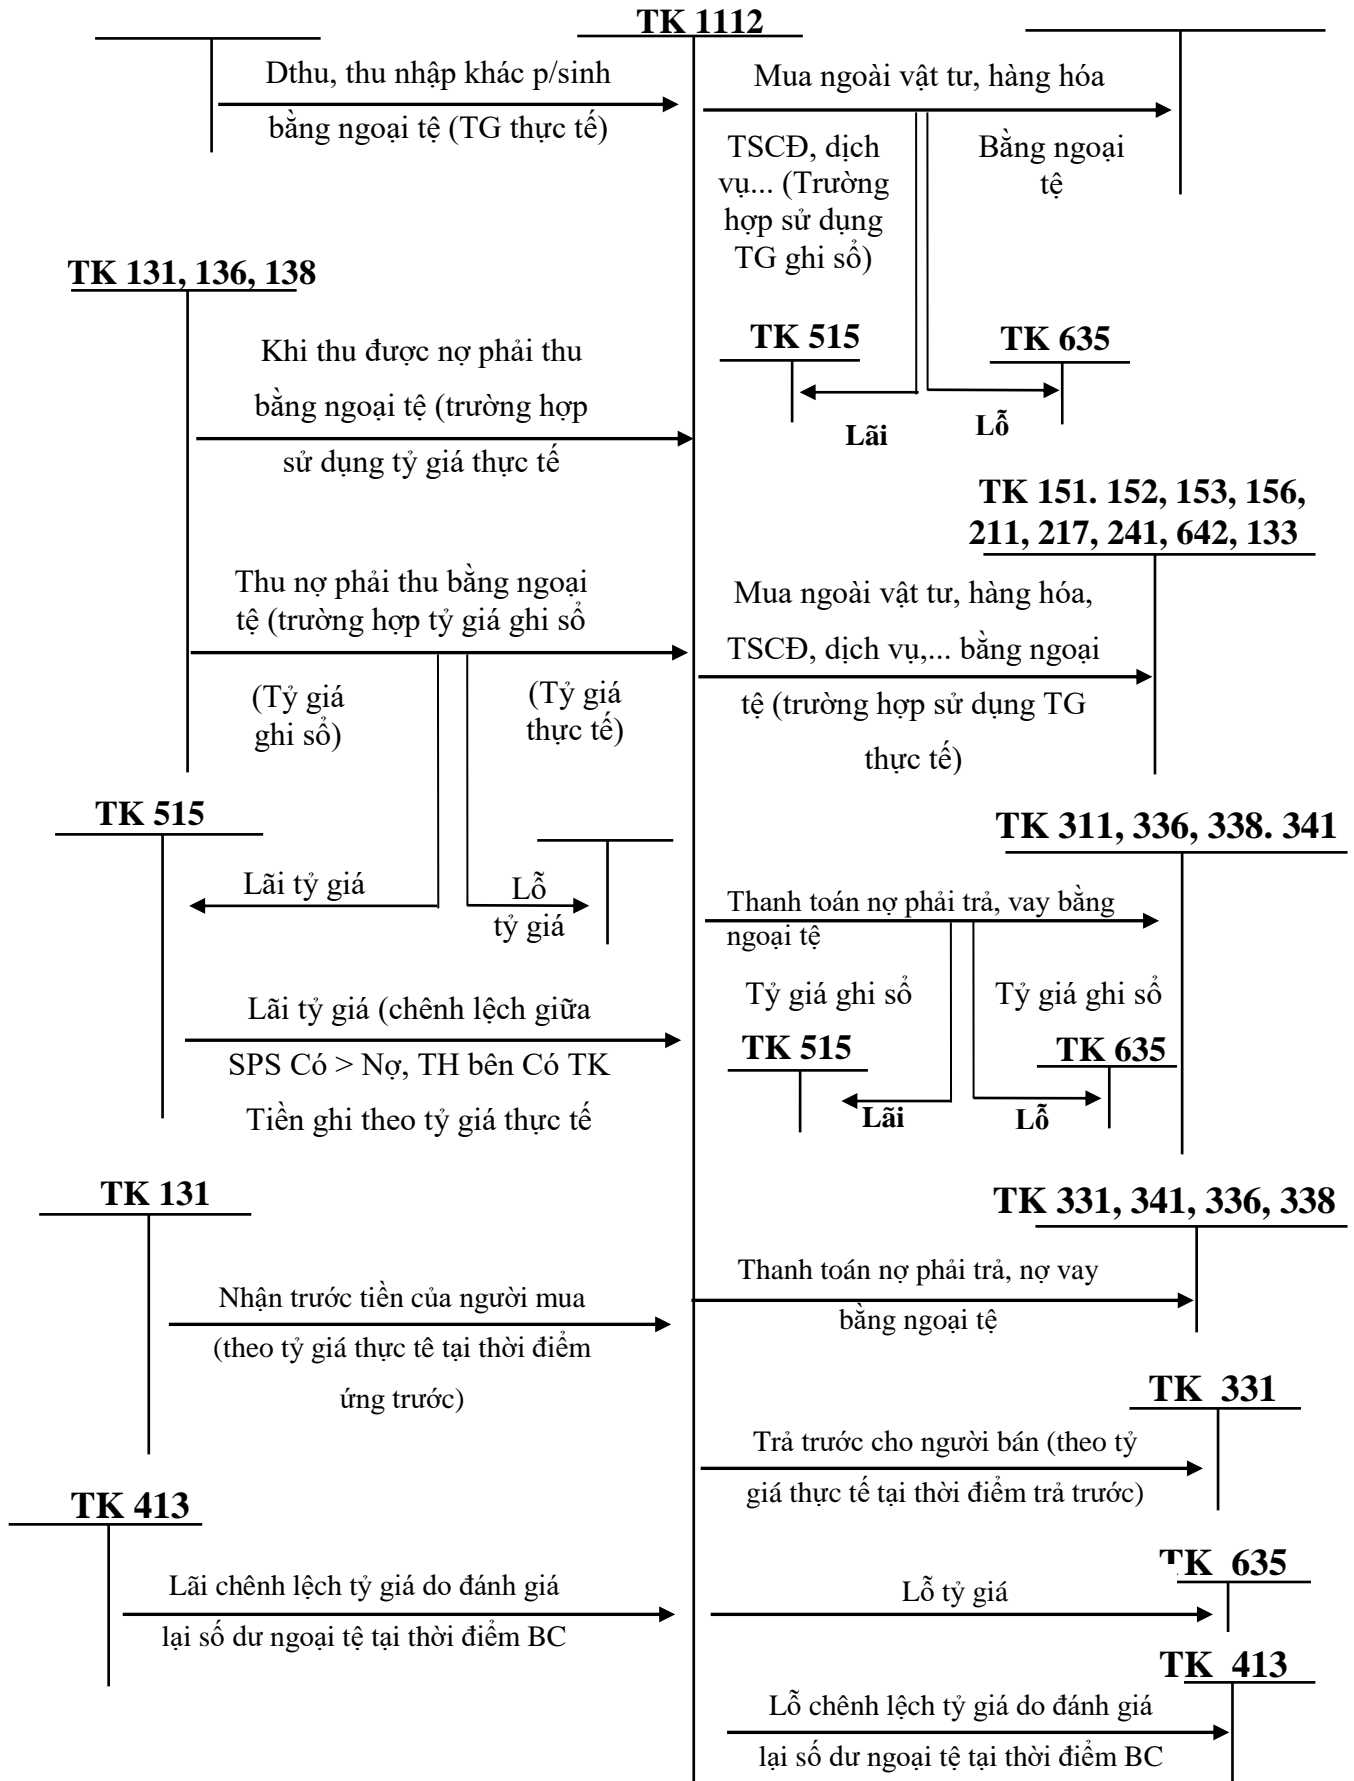 TK 1112
Dthu, thu nhập khác p/sinh
bằng ngoại tệ (TG thực tế)
Mua ngoài vật tư, hàng hóa
TSCĐ, dịch
vụ... (Trường
hợp sử dụng
TG ghi sổ)
Bằng ngoại
tệ
TK 131, 136, 138
Khi thu được nợ phải thu
bằng ngoại tệ (trường hợp
sử dụng tỷ giá thực tế
TK 515
TK 635
Lãi
Lỗ
TK 151. 152, 153, 156,
211, 217, 241, 642, 133
Thu nợ phải thu bằng ngoại
tệ (trường hợp tỷ giá ghi sổ
(Tỷ giá
ghi sổ)
(Tỷ giá
thực tế)
Mua ngoài vật tư, hàng hóa,
TSCĐ, dịch vụ,... bằng ngoại
tệ (trường hợp sử dụng TG
thực tế)
TK 515
Lãi tỷ giá
Lỗ
tỷ giá
TK 311, 336, 338. 341
Thanh toán nợ phải trả, vay bằng
ngoại tệ
Tỷ giá ghi sổ
Tỷ giá ghi sổ
TK 515
TK 635
Lãi
Lỗ
Lãi tỷ giá (chênh lệch giữa
SPS Có > Nợ, TH bên Có TK
Tiền ghi theo tỷ giá thực tế
TK 131
Nhận trước tiền của người mua
(theo tỷ giá thực tê tại thời điểm
ứng trước)
TK 331, 341, 336, 338
Thanh toán nợ phải trả, nợ vay
bằng ngoại tệ
TK 331
Trả trước cho người bán (theo tỷ
giá thực tế tại thời điểm trả trước)
TK 413
Lãi chênh lệch tỷ giá do đánh giá
lại số dư ngoại tệ tại thời điểm BC
TK 635
Lỗ tỷ giá
TK 413
Lỗ chênh lệch tỷ giá do đánh giá
lại số dư ngoại tệ tại thời điểm BC